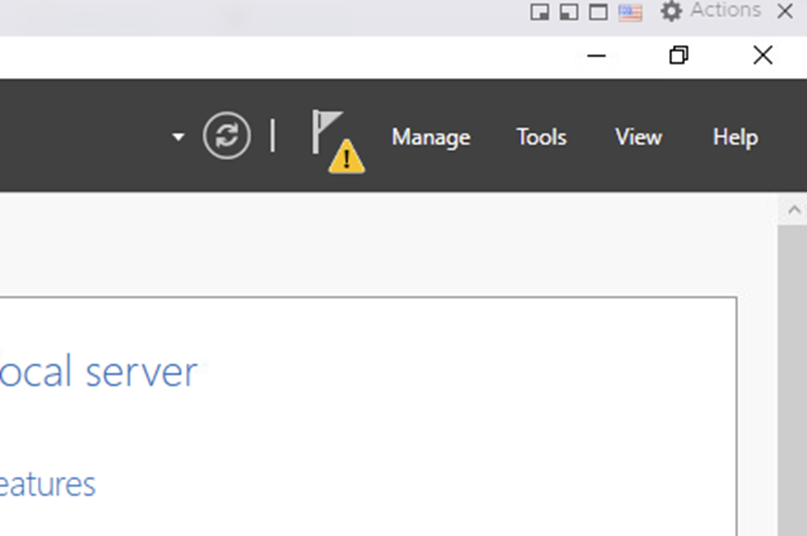 Actions
Manage Tools View Help
ocal server
eatures